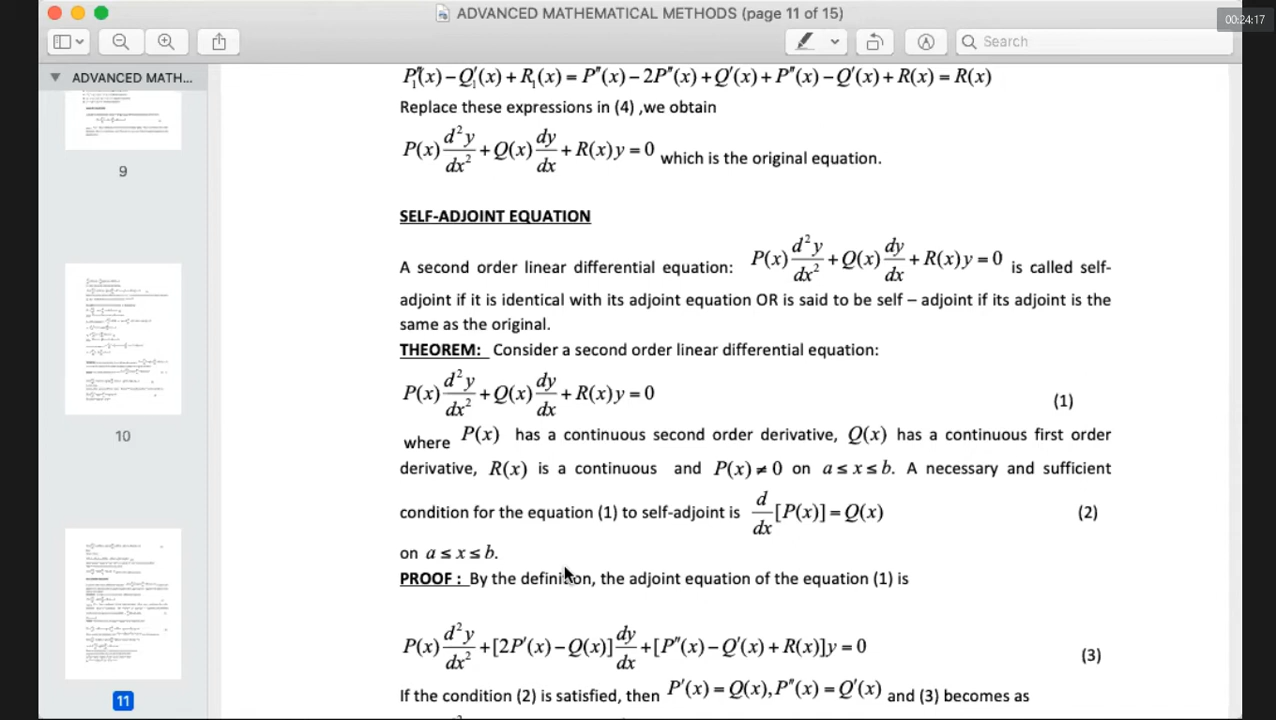 ADVANCED MATHEMATICAL METHODS (page 11 of 15)
00:24:17
Search
ADVANCED MATH...
9
10
11
P₁″(x) − Q₁′(x) + R₁(x) = P″(x) − 2P″(x) + Q′(x) + P″(x) − Q′(x) + R(x) = R(x)
Replace these expressions in (4) ,we obtain
P(x) d²y/dx² + Q(x) dy/dx + R(x)y = 0 which is the original equation.
SELF-ADJOINT EQUATION
A second order linear differential equation: P(x) d²y/dx² + Q(x) dy/dx + R(x)y = 0 is called self-
adjoint if it is identical with its adjoint equation OR is said to be self – adjoint if its adjoint is the
same as the original.
THEOREM: Consider a second order linear differential equation:
P(x) d²y/dx² + Q(x) dy/dx + R(x)y = 0 (1)
where P(x) has a continuous second order derivative, Q(x) has a continuous first order
derivative, R(x) is a continuous and P(x) ≠ 0 on a ≤ x ≤ b. A necessary and sufficient
condition for the equation (1) to self-adjoint is d/dx [P(x)] = Q(x) (2)
on a ≤ x ≤ b.
PROOF : By the definition, the adjoint equation of the equation (1) is
P(x) d²y/dx² + [2P′(x) − Q(x)] dy/dx + [P″(x) − Q′(x) + R(x)]y = 0 (3)
If the condition (2) is satisfied, then P′(x) = Q(x), P″(x) = Q′(x) and (3) becomes as